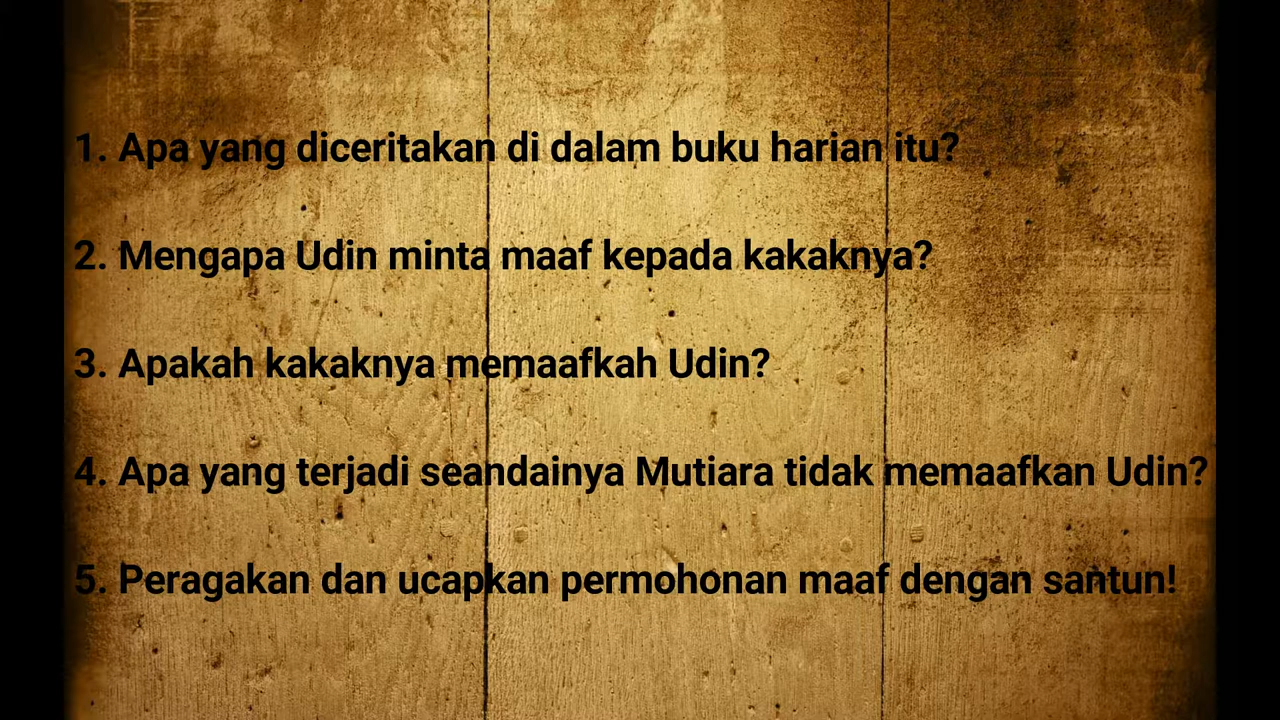 1. Apa yang diceritakan di dalam buku harian itu?
2. Mengapa Udin minta maaf kepada kakaknya?
3. Apakah kakaknya memaafkah Udin?
4. Apa yang terjadi seandainya Mutiara tidak memaafkan Udin?
5. Peragakan dan ucapkan permohonan maaf dengan santun!